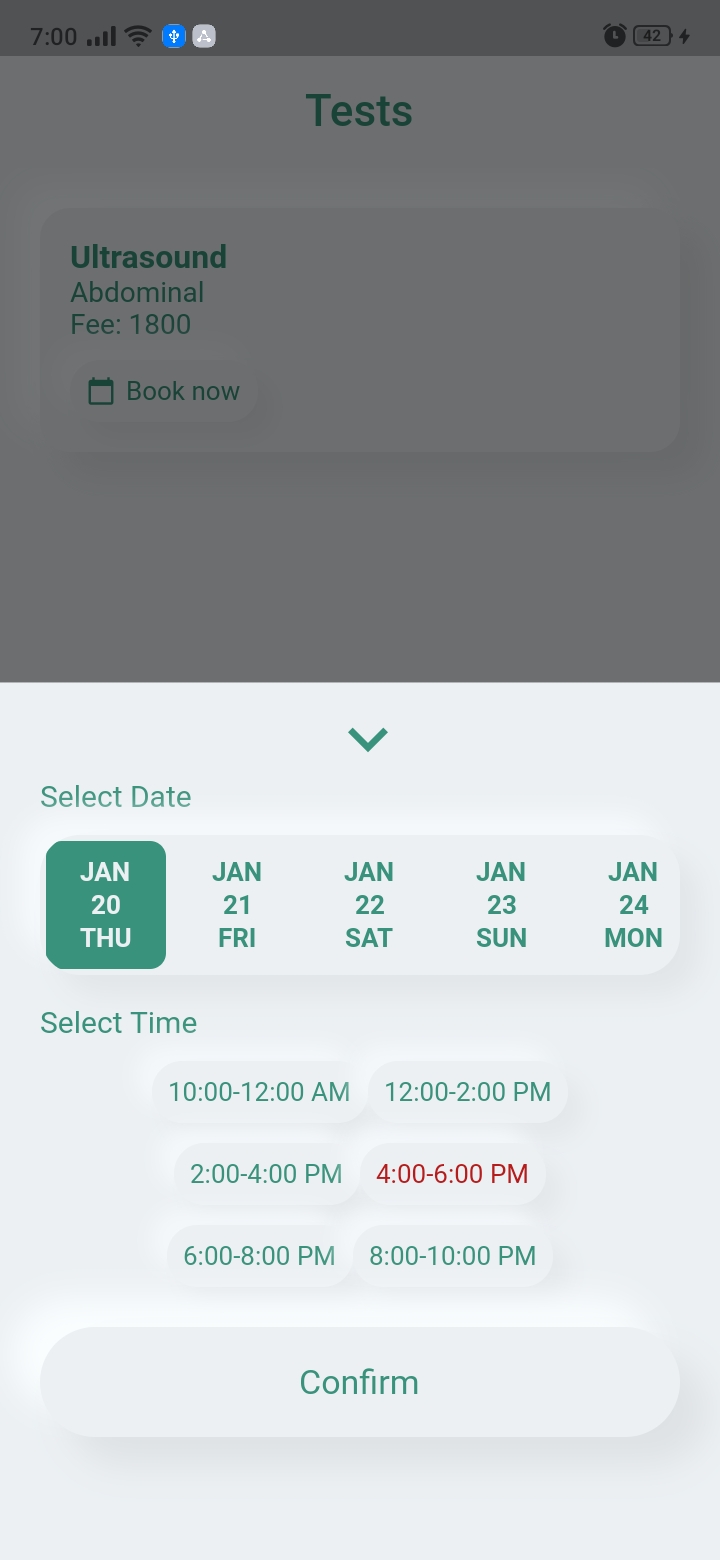 7:00 42
Tests
Ultrasound
Abdominal
Fee: 1800
Book now
Select Date
JAN JAN JAN JAN JAN
20 21 22 23 24
THU FRI SAT SUN MON
Select Time
10:00-12:00 AM 12:00-2:00 PM
2:00-4:00 PM 4:00-6:00 PM
6:00-8:00 PM 8:00-10:00 PM
Confirm